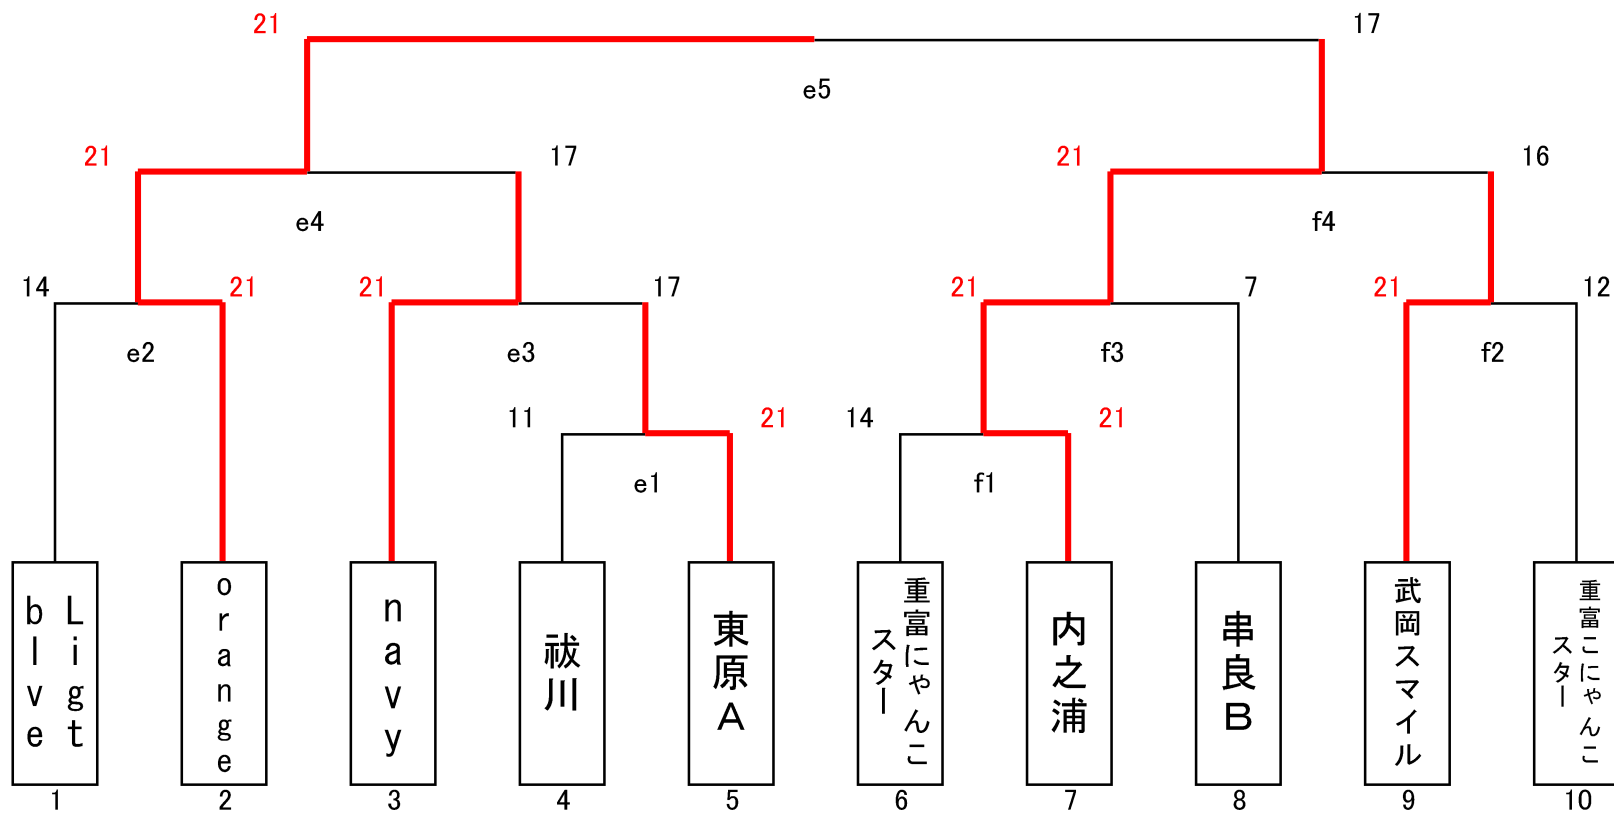 21
17
e5
21
17
21
16
e4
f4
14
21
21
17
21
7
21
12
e2
e3
f3
f2
11
21
14
21
e1
f1
Ligt
blve
orange
navy
祓川
東原A
重富にゃんこ
スター
内之浦
串良B
武岡スマイル
重富こにゃんこ
スター
1
2
3
4
5
6
7
8
9
10